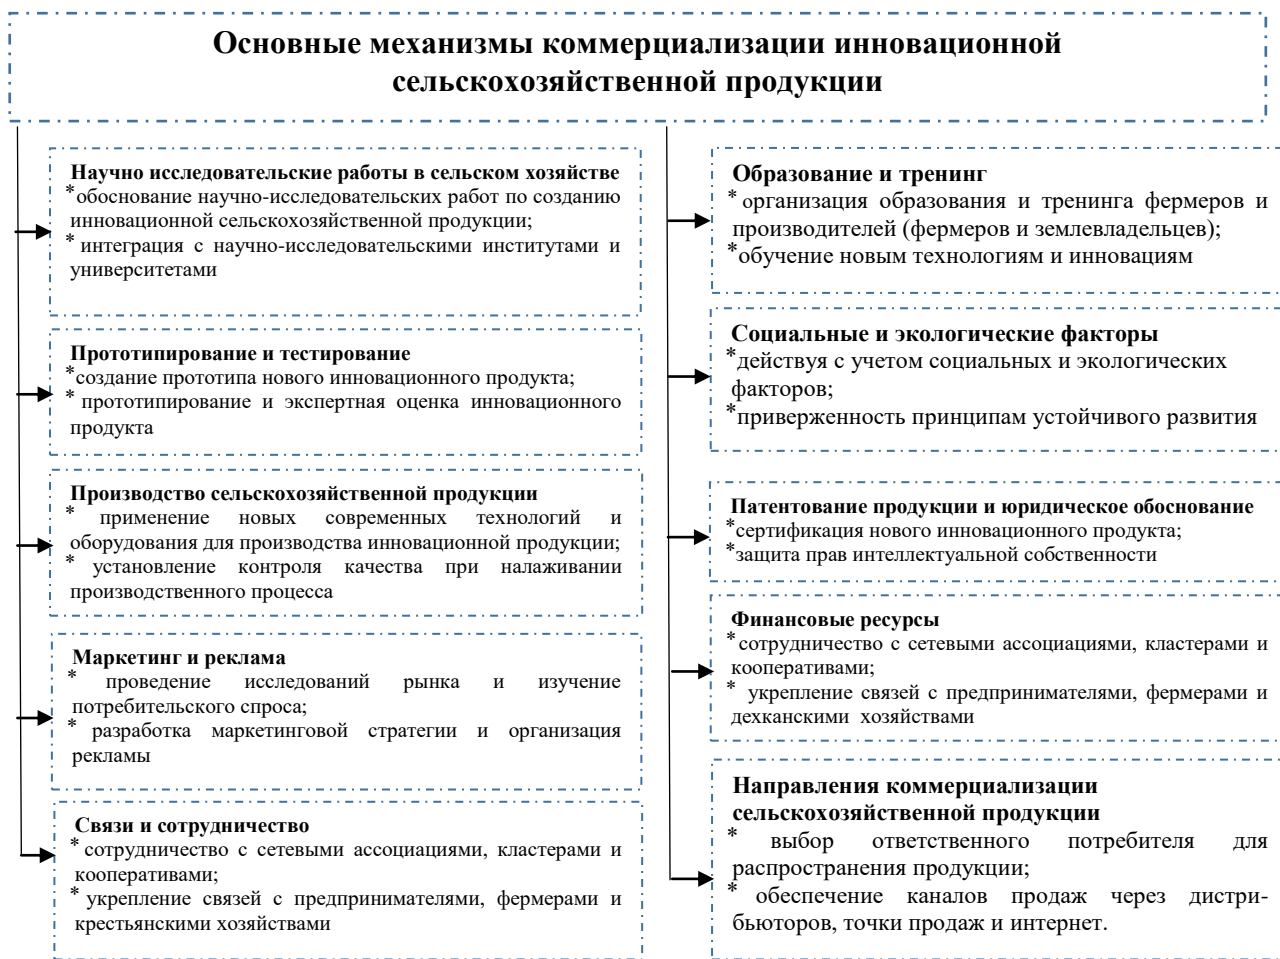 Основные механизмы коммерциализации инновационной
сельскохозяйственной продукции
Научно исследовательские работы в сельском хозяйстве
*обоснование научно-исследовательских работ по созданию
инновационной сельскохозяйственной продукции;
* интеграция с научно-исследовательскими институтами и
университетами
Прототипирование и тестирование
*создание прототипа нового инновационного продукта;
* прототипирование и экспертная оценка инновационного
продукта
Производство сельскохозяйственной продукции
* применение новых современных технологий и
оборудования для производства инновационной продукции;
* установление контроля качества при налаживании
производственного процесса
Маркетинг и реклама
* проведение исследований рынка и изучение
потребительского спроса;
* разработка маркетинговой стратегии и организация
рекламы
Связи и сотрудничество
* сотрудничество с сетевыми ассоциациями, кластерами и
кооперативами;
* укрепление связей с предпринимателями, фермерами и
крестьянскими хозяйствами
Образование и тренинг
* организация образования и тренинга фермеров и
производителей (фермеров и землевладельцев);
*обучение новым технологиям и инновациям
Социальные и экологические факторы
*действуя с учетом социальных и экологических
факторов;
*приверженность принципам устойчивого развития
Патентование продукции и юридическое обоснование
*сертификация нового инновационного продукта;
*защита прав интеллектуальной собственности
Финансовые ресурсы
*сотрудничество с сетевыми ассоциациями, кластерами и
кооперативами;
* укрепление связей с предпринимателями, фермерами и
дехканскими хозяйствами
Направления коммерциализации
сельскохозяйственной продукции
* выбор ответственного потребителя для
распространения продукции;
* обеспечение каналов продаж через дистри-
бьюторов, точки продаж и интернет.